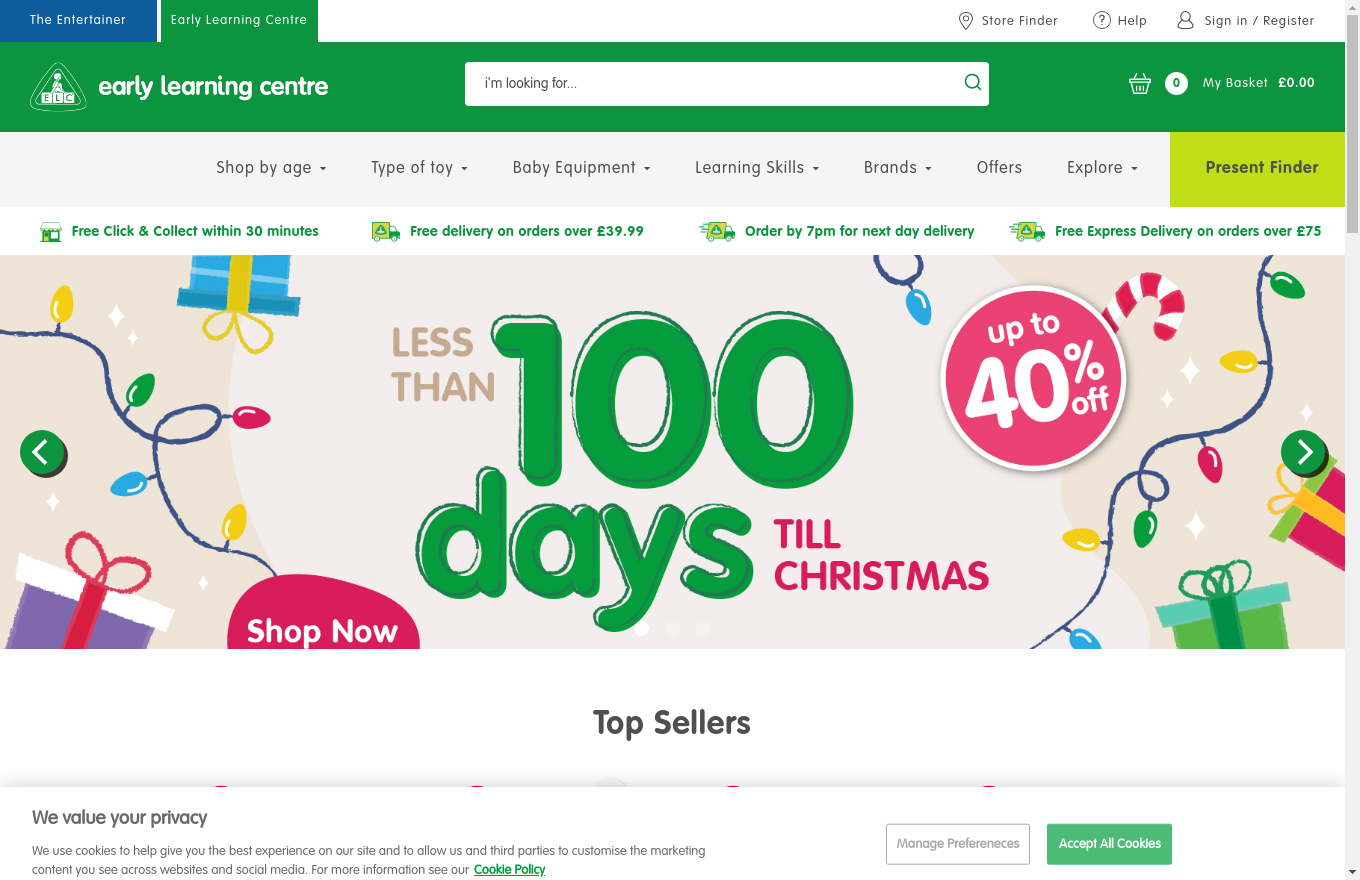 The Entertainer
Early Learning Centre
Store Finder
Help
Sign in / Register
ELC
early learning centre
i'm looking for...
0
My Basket £0.00
Shop by age
Type of toy
Baby Equipment
Learning Skills
Brands
Offers
Explore
Present Finder
Free Click & Collect within 30 minutes
Free delivery on orders over £39.99
Order by 7pm for next day delivery
Free Express Delivery on orders over £75
LESS
THAN
100
days
TILL
CHRISTMAS
up to
40%
off
Shop Now
Top Sellers
We value your privacy
We use cookies to help give you the best experience on our site and to allow us and third parties to customise the marketing
content you see across websites and social media. For more information see our Cookie Policy
Manage Prefereneces
Accept All Cookies